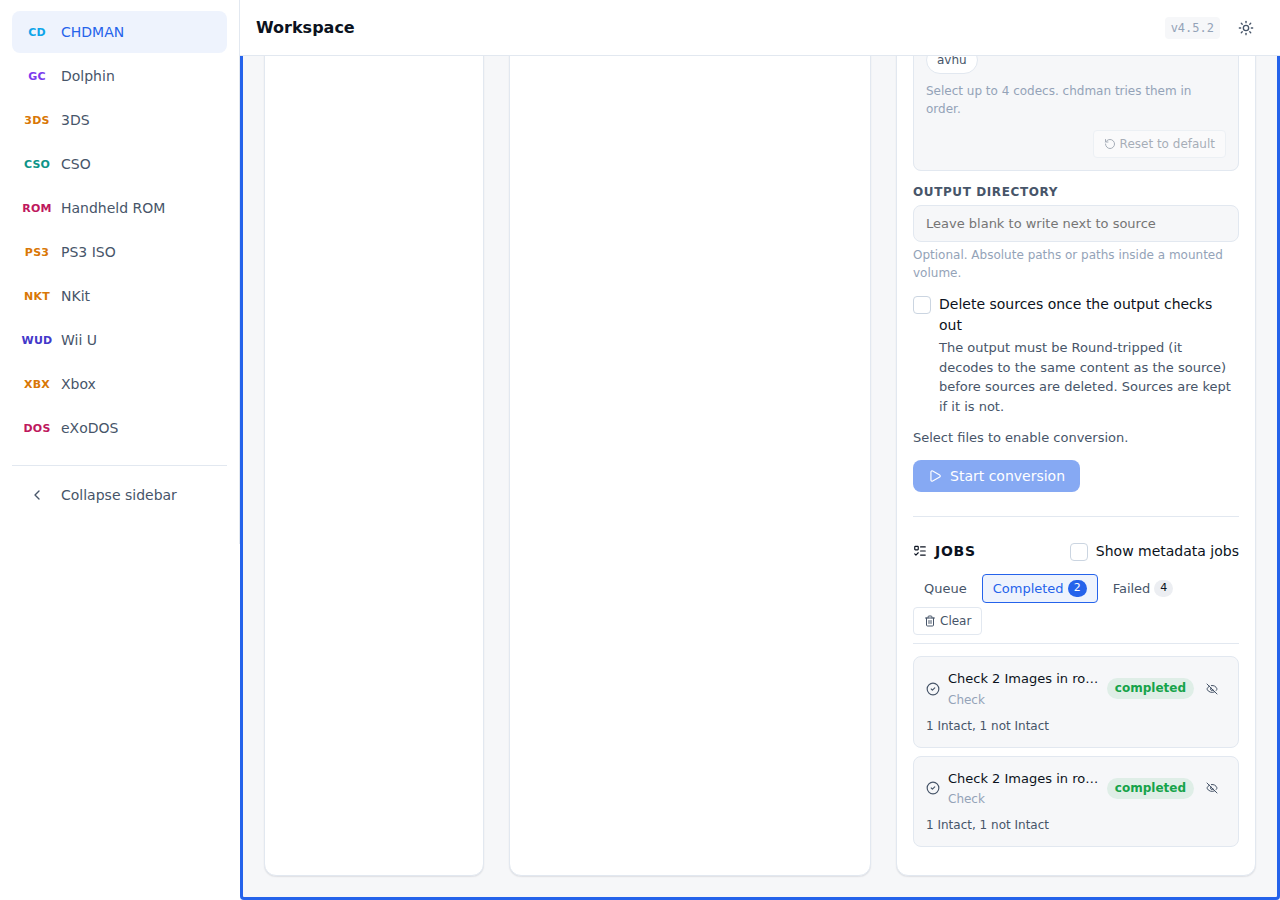 CD CHDMAN
GC Dolphin
3DS 3DS
CSO CSO
ROM Handheld ROM
PS3 PS3 ISO
NKT NKit
WUD Wii U
XBX Xbox
DOS eXoDOS
Collapse sidebar
Workspace
v4.5.2
avhu
Select up to 4 codecs. chdman tries them in
order.
Reset to default
OUTPUT DIRECTORY
Leave blank to write next to source
Optional. Absolute paths or paths inside a mounted
volume.
Delete sources once the output checks
out
The output must be Round-tripped (it
decodes to the same content as the source)
before sources are deleted. Sources are kept
if it is not.
Select files to enable conversion.
Start conversion
JOBS
Show metadata jobs
Queue Completed 2 Failed 4
Clear
Check 2 Images in ro... completed
Check
1 Intact, 1 not Intact
Check 2 Images in ro... completed
Check
1 Intact, 1 not Intact